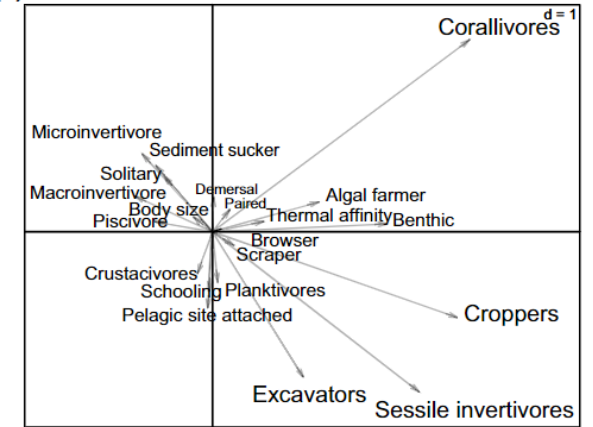 d = 1
Corallivores
Microinvertivore
Sediment sucker
Solitary
Demersal
Macroinvertivore
Algal farmer
Paired
Body size
Thermal affinity
Piscivore
Benthic
Browser
Scraper
Crustacivores
Schooling
Planktivores
Pelagic site attached
Croppers
Excavators
Sessile invertivores